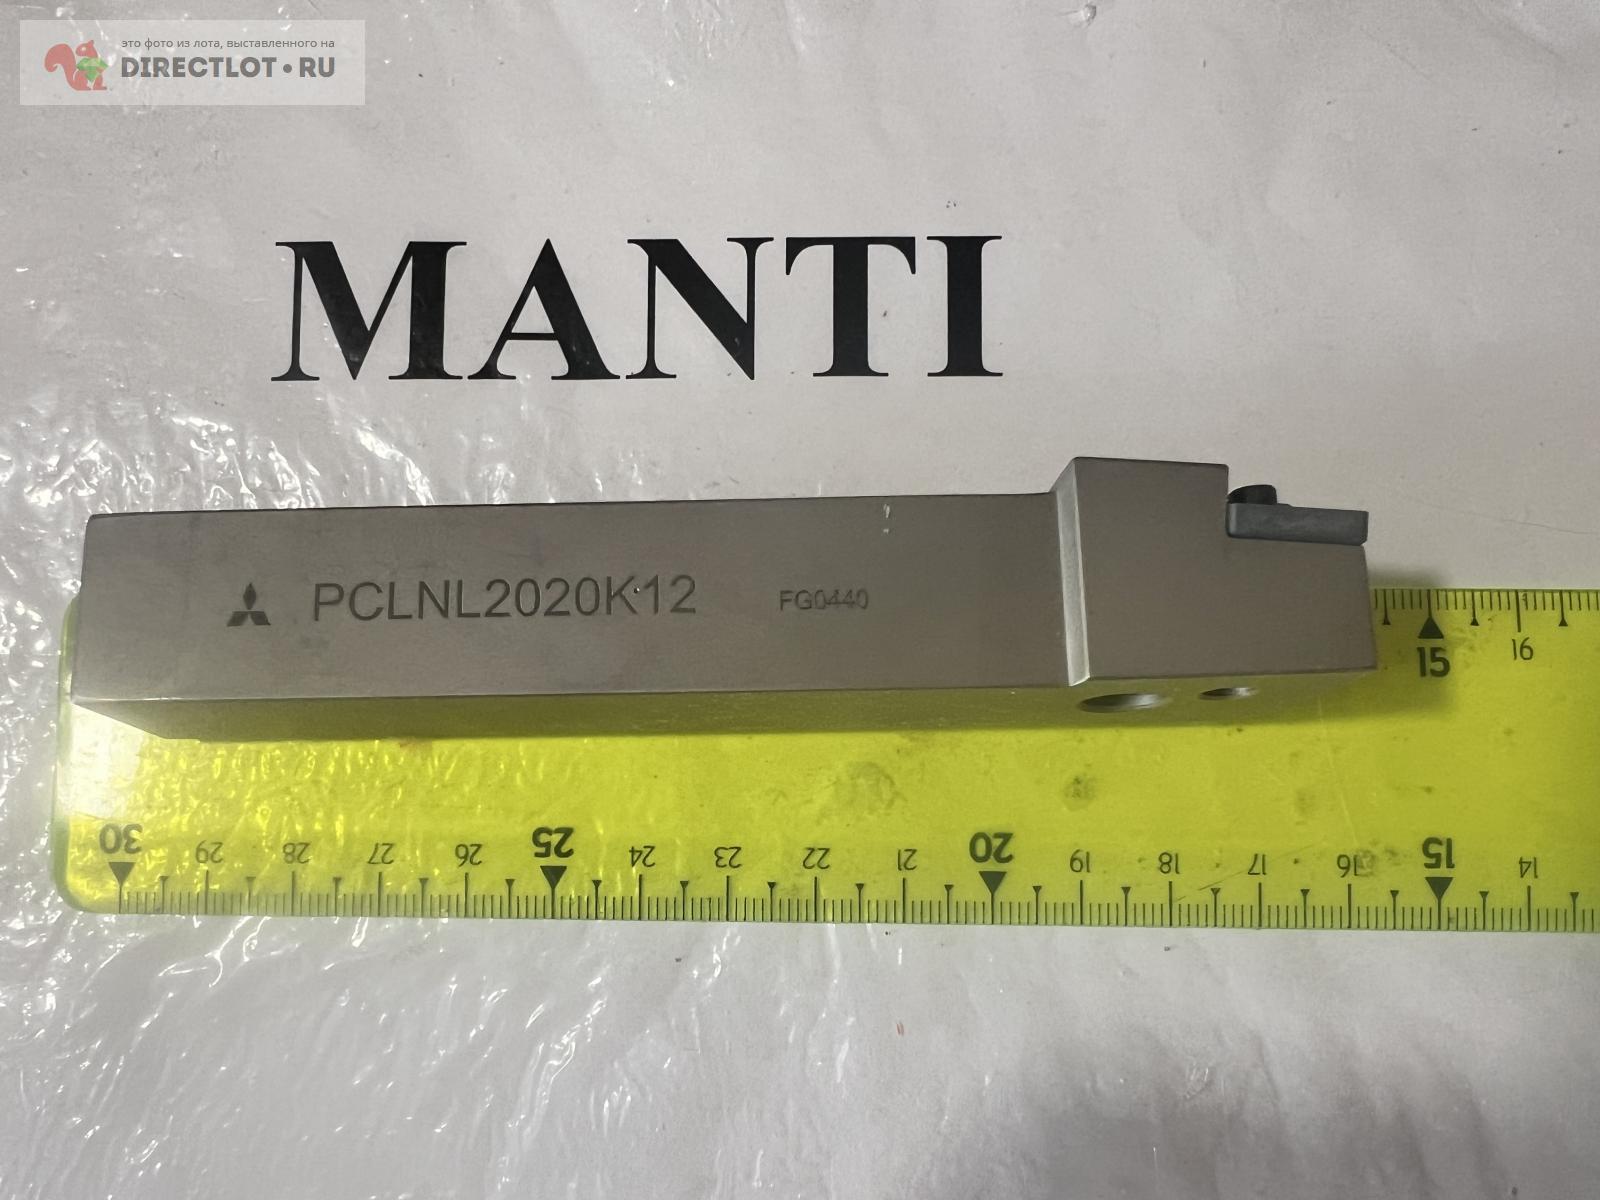 это фото из лота, выставленного на
DIRECTLOT•RU
MANTI
PCLNL2020K12
FG0440
15 16
30 29 28 27 26 25 24 23 22 21 20 19 18 17 16 15 14